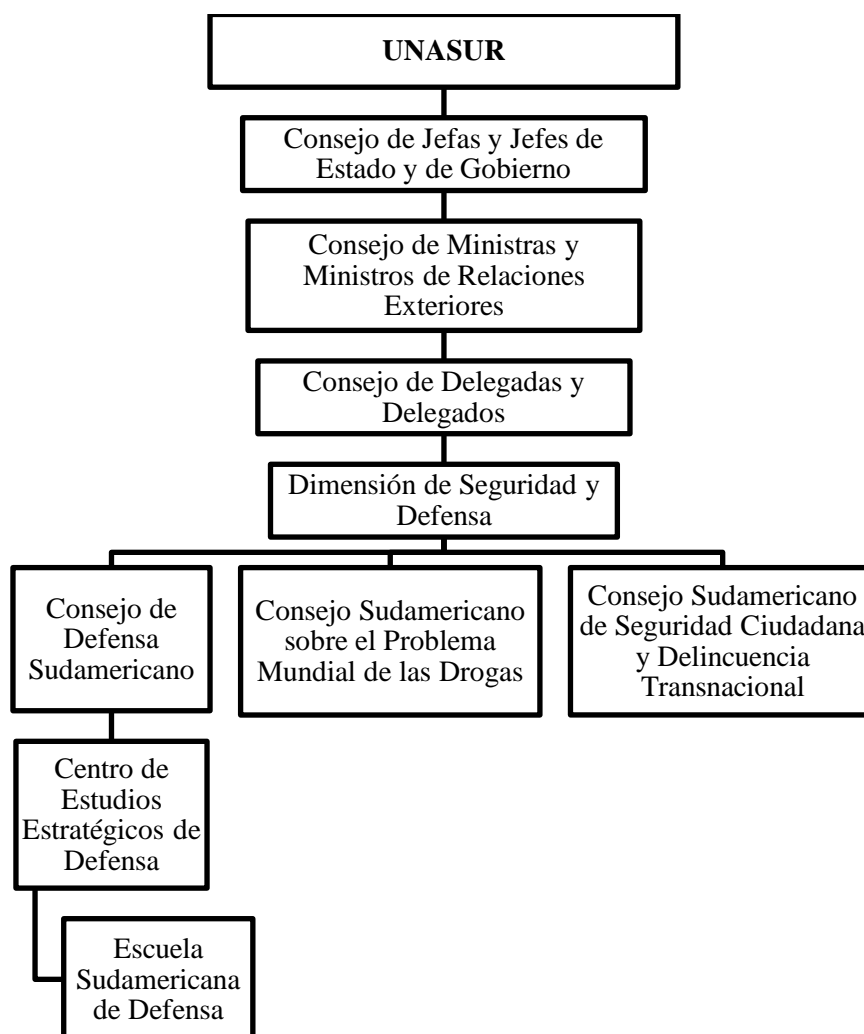 UNASUR
Consejo de Jefas y Jefes de
Estado y de Gobierno
Consejo de Ministras y
Ministros de Relaciones
Exteriores
Consejo de Delegadas y
Delegados
Dimensión de Seguridad y
Defensa
Consejo de
Defensa
Sudamericano
Consejo Sudamericano
sobre el Problema
Mundial de las Drogas
Consejo Sudamericano
de Seguridad Ciudadana
y Delincuencia
Transnacional
Centro de
Estudios
Estratégicos de
Defensa
Escuela
Sudamericana
de Defensa